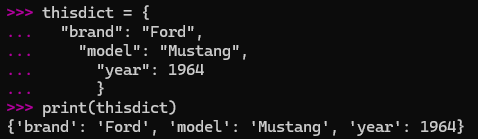 >>> thisdict = {
...   "brand": "Ford",
...     "model": "Mustang",
...       "year": 1964
...       }
>>> print(thisdict)
{'brand': 'Ford', 'model': 'Mustang', 'year': 1964}